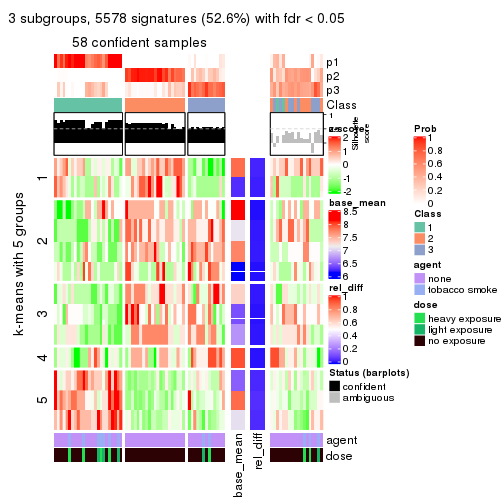 3 subgroups, 5578 signatures (52.6%) with fdr < 0.05
58 confident samples
p1
p2
p3
Class
1
Silhouette
score
z-score
2
1
0
-1
-2
k-means with 5 groups
1
2
3
4
5
base_mean
8.5
8
7.5
7
6.5
6
rel_diff
1
0.8
0.6
0.4
0.2
0
Status (barplots)
confident
ambiguous
Prob
1
0.8
0.6
0.4
0.2
0
Class
1
2
3
agent
none
tobacco smoke
dose
heavy exposure
light exposure
no exposure
agent
dose
base_mean
rel_diff